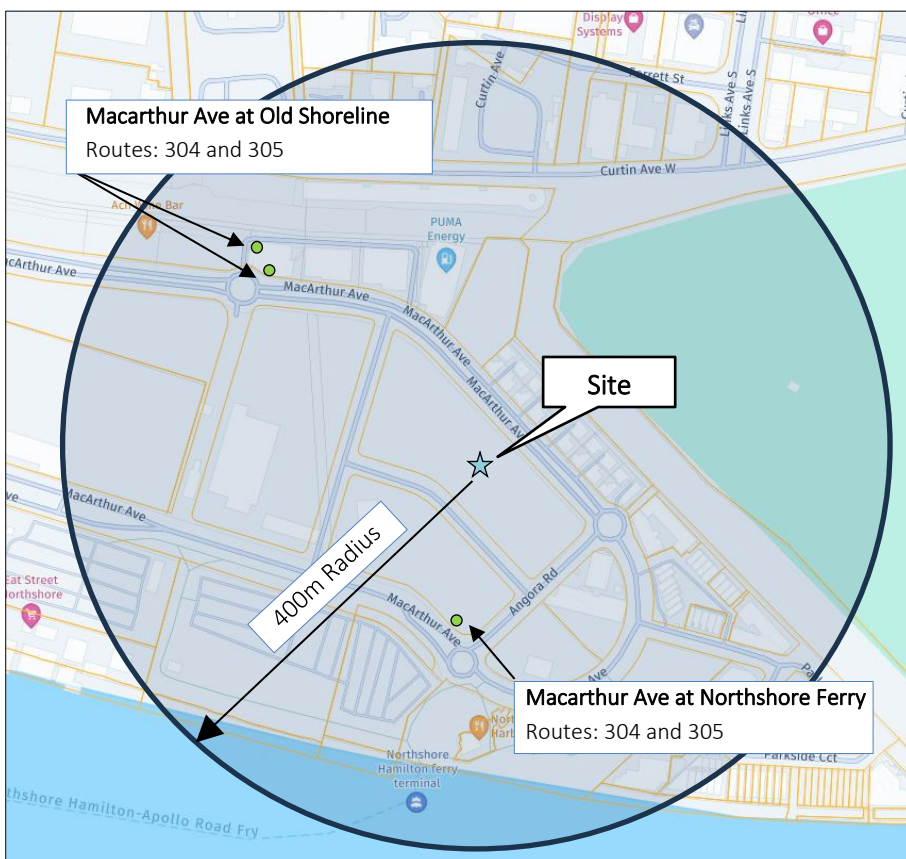 Display
Systems
Office
Curtin Ave
Links Ave S
Links Ave S
Macarthur Ave at Old Shoreline
Routes: 304 and 305
Curtin Ave W
PUMA
Energy
MacArthur Ave
MacArthur Ave
MacArthur Ave
Site
MacArthur Ave
400m Radius
Eat Street
Northshore
Angora Rd
MacArthur Ave
Ave
Macarthur Ave at Northshore Ferry
Routes: 304 and 305
Northshore
Hamilton ferry
terminal
Parkside Cct
thshore Hamilton-Apollo Road Fry